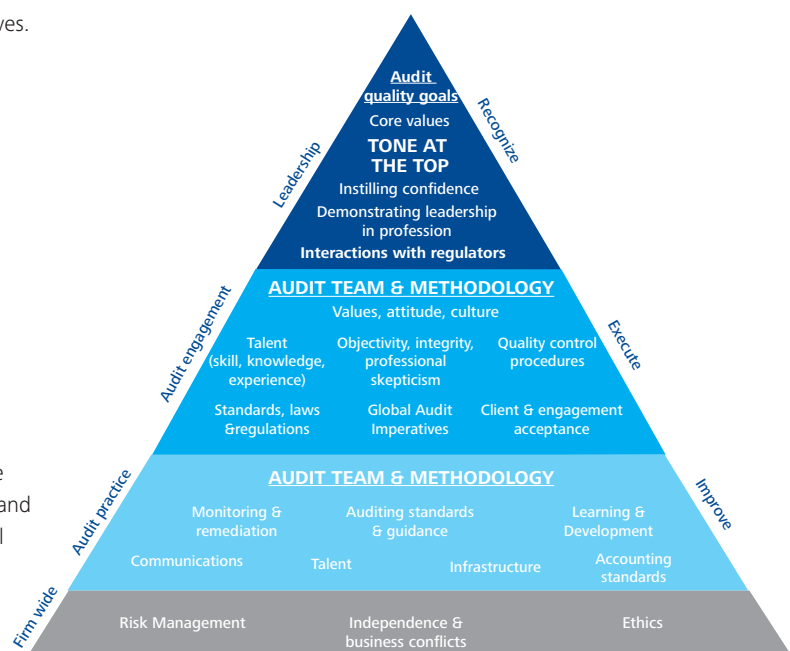 ves.
Audit
quality goals
Core values
TONE AT
THE TOP
Instilling confidence
Demonstrating leadership
in profession
Interactions with regulators
Leadership
Recognize
AUDIT TEAM & METHODOLOGY
Values, attitude, culture
Talent
(skill, knowledge,
experience)
Objectivity, integrity,
professional
skepticism
Quality control
procedures
Standards, laws
&regulations
Global Audit
Imperatives
Client & engagement
acceptance
Audit engagement
Execute
AUDIT TEAM & METHODOLOGY
Monitoring &
remediation
Auditing standards
& guidance
Learning &
Development
Communications
Talent
Infrastructure
Accounting
standards
Audit practice
Improve
e
and
l
Risk Management
Independence &
business conflicts
Ethics
Firm wide